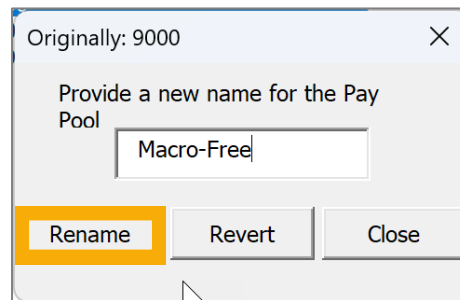 Originally: 9000
Provide a new name for the Pay
Pool
Macro-Free
Rename
Revert
Close